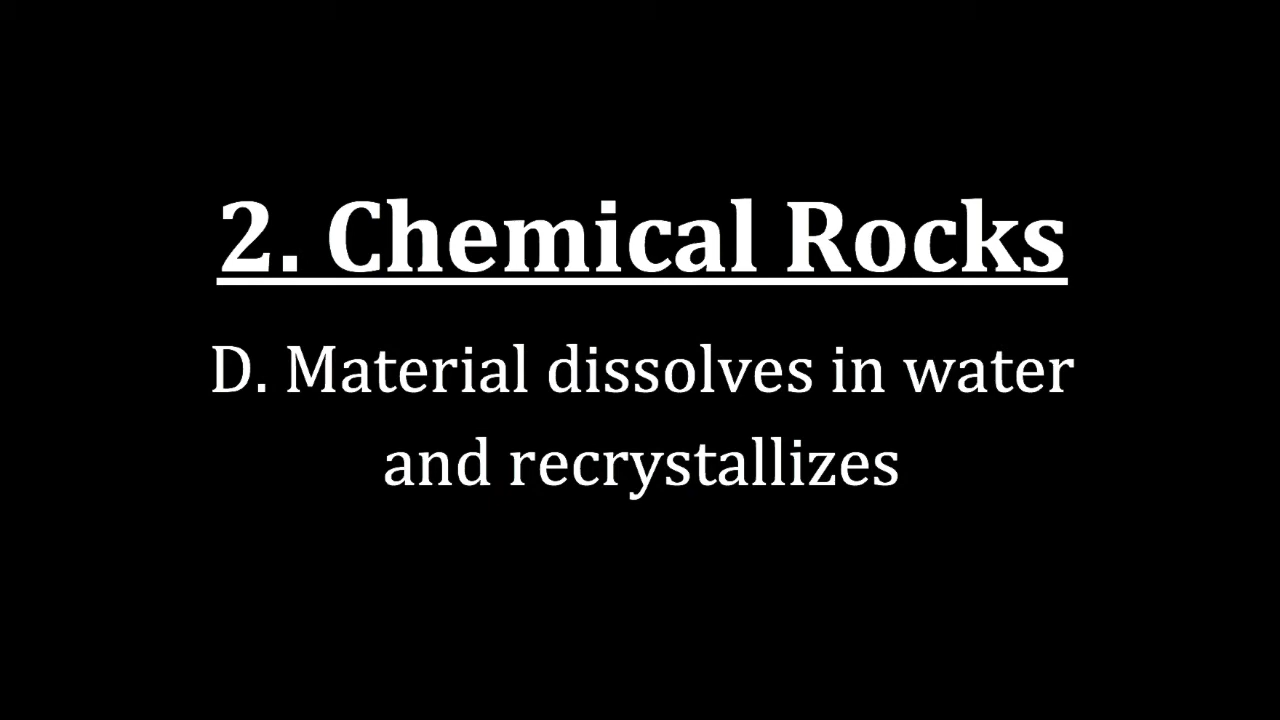 2. Chemical Rocks
D. Material dissolves in water
and recrystallizes